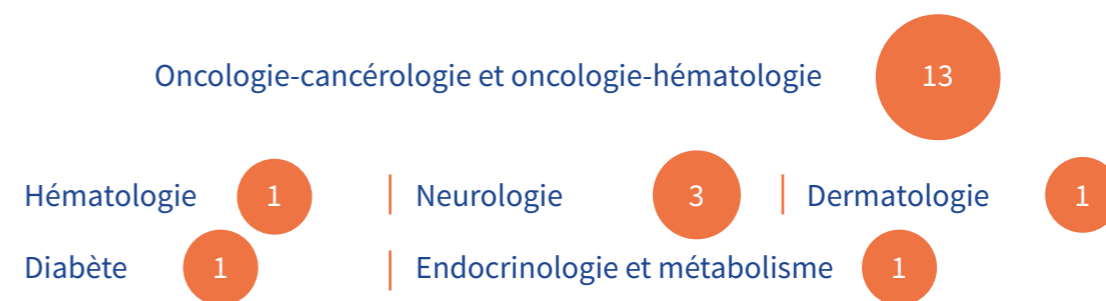 Oncologie-cancérologie et oncologie-hématologie 13
Hématologie 1 Neurologie 3 Dermatologie 1
Diabète 1 Endocrinologie et métabolisme 1